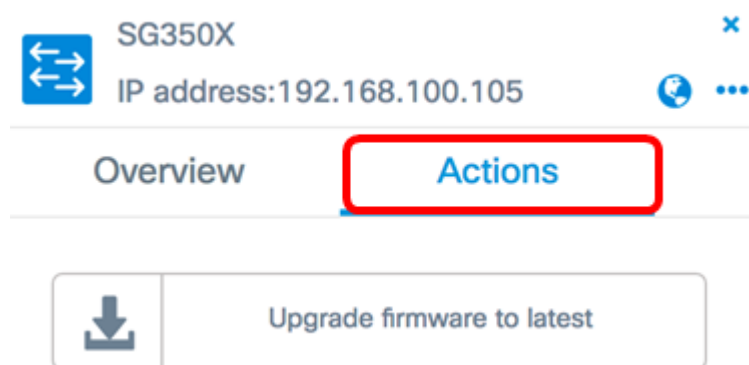 SG350X
IP address:192.168.100.105
Overview
Actions
Upgrade firmware to latest